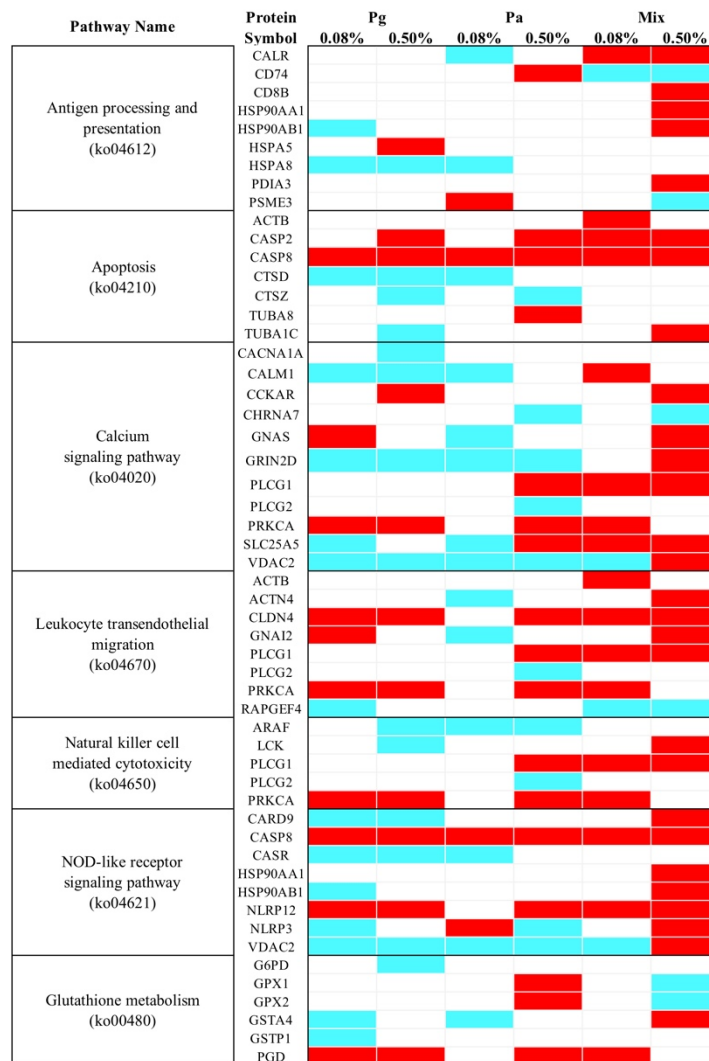 Pathway Name
Protein Symbol
Pg Pa Mix
0.08% 0.50% 0.08% 0.50% 0.08% 0.50%
Antigen processing and
presentation
(ko04612)
CALR
CD74
CD8B
HSP90AA1
HSP90AB1
HSPA5
HSPA8
PDIA3
PSME3
Apoptosis
(ko04210)
ACTB
CASP2
CASP8
CTSD
CTSZ
TUBA8
TUBA1C
Calcium
signaling pathway
(ko04020)
CACNA1A
CALM1
CCKAR
CHRNA7
GNAS
GRIN2D
PLCG1
PLCG2
PRKCA
SLC25A5
VDAC2
Leukocyte transendothelial
migration
(ko04670)
ACTB
ACTN4
CLDN4
GNAI2
PLCG1
PLCG2
PRKCA
RAPGEF4
Natural killer cell
mediated cytotoxicity
(ko04650)
ARAF
LCK
PLCG1
PLCG2
PRKCA
NOD-like receptor
signaling pathway
(ko04621)
CARD9
CASP8
CASR
HSP90AA1
HSP90AB1
NLRP12
NLRP3
VDAC2
Glutathione metabolism
(ko00480)
G6PD
GPX1
GPX2
GSTA4
GSTP1
PGD